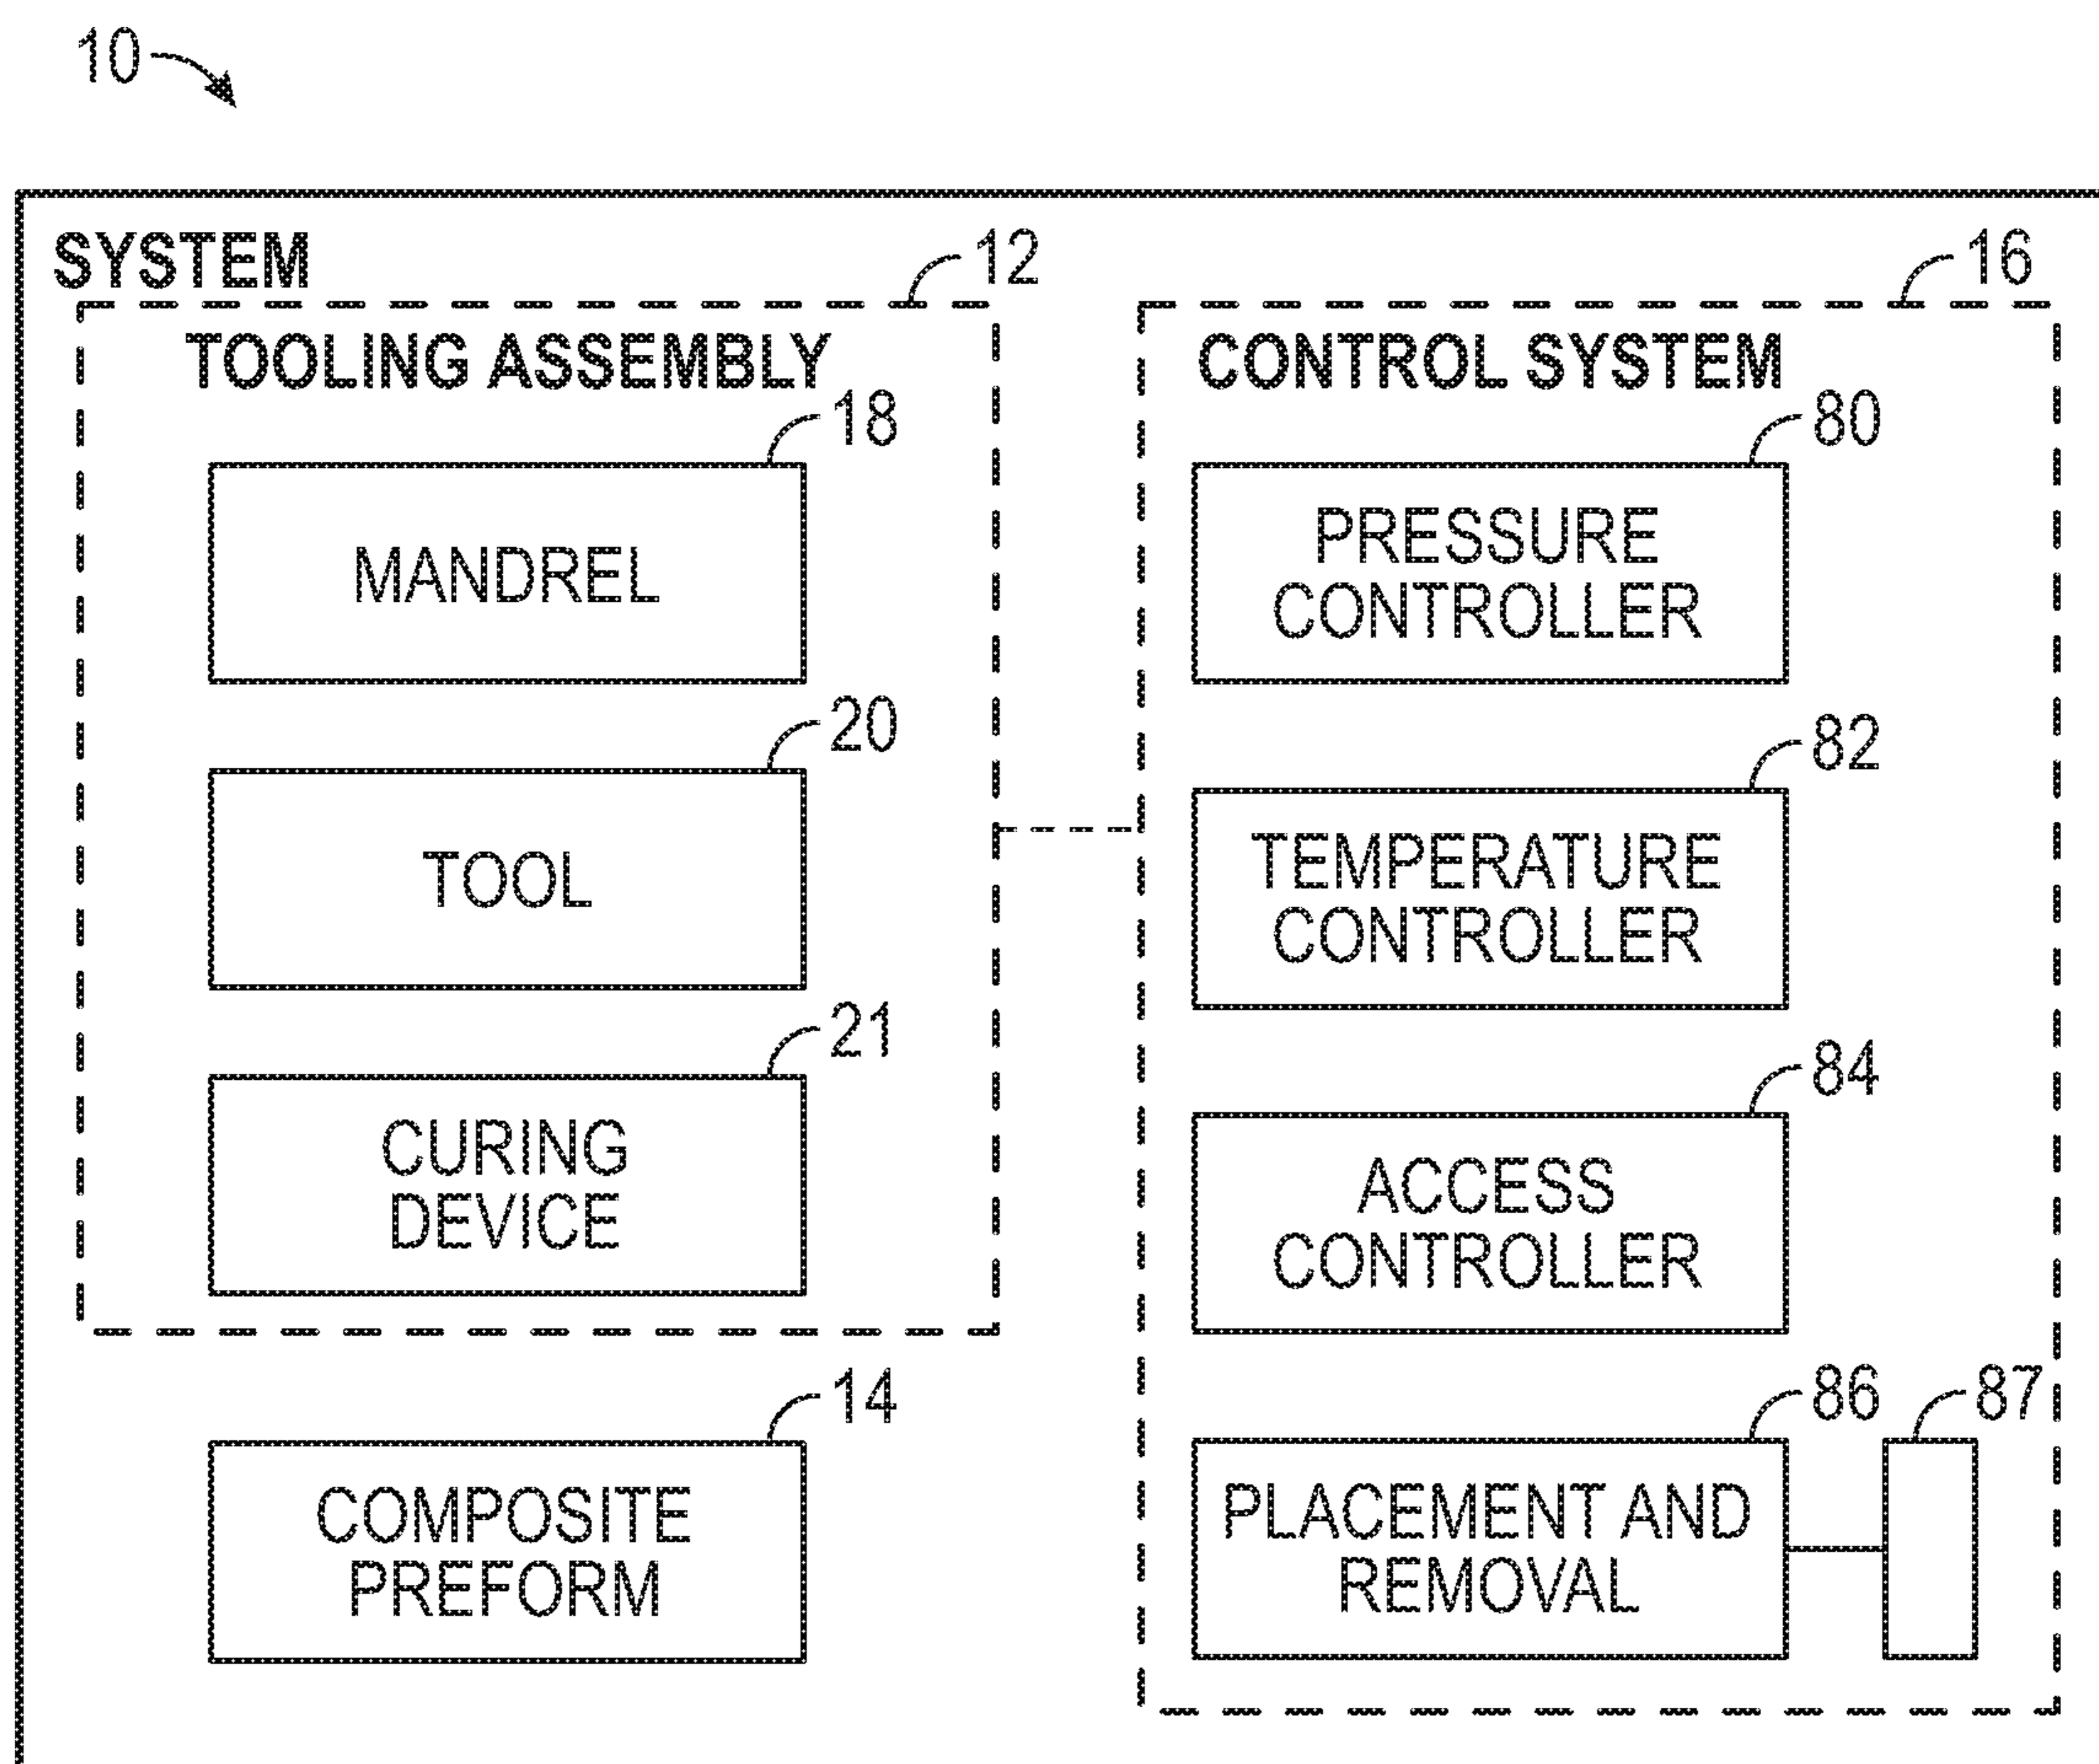 10
SYSTEM
12
TOOLING ASSEMBLY
18
MANDREL
20
TOOL
21
CURING
DEVICE
14
COMPOSITE
PREFORM
16
CONTROL SYSTEM
80
PRESSURE
CONTROLLER
82
TEMPERATURE
CONTROLLER
84
ACCESS
CONTROLLER
86
87
PLACEMENT AND
REMOVAL